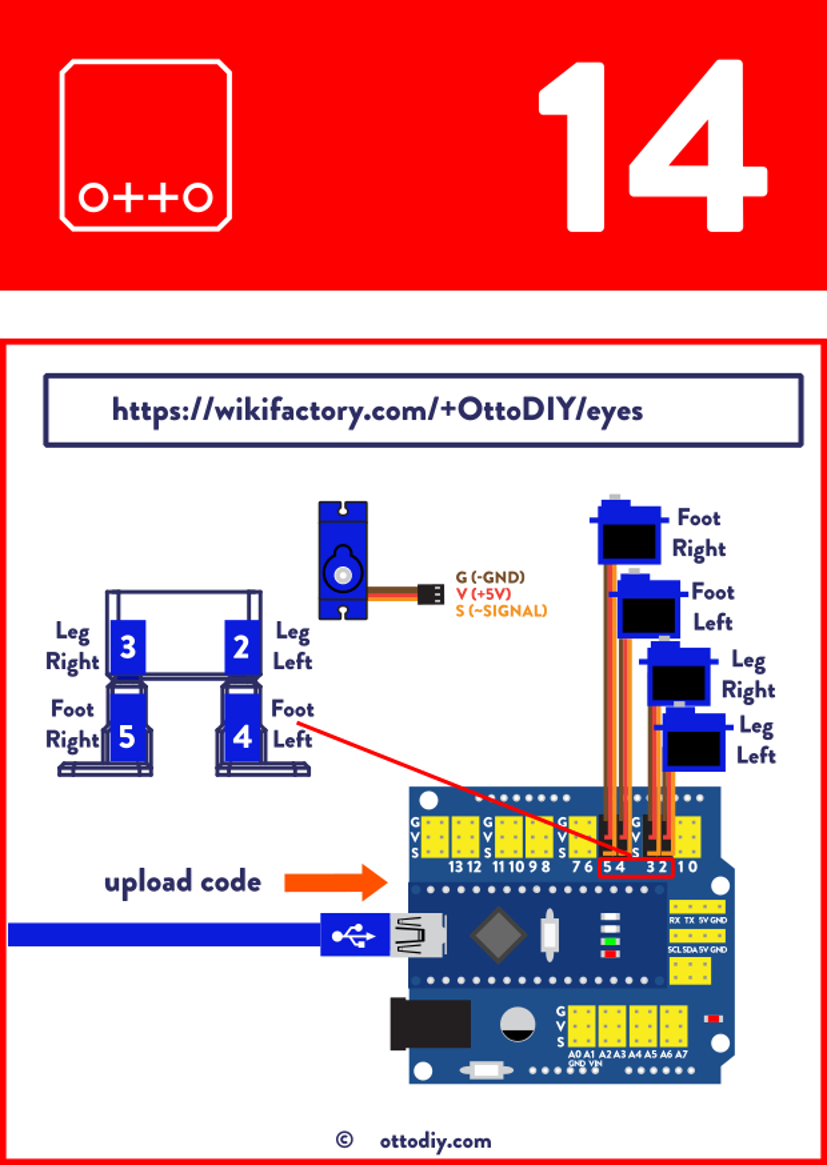 o++o
14
https://wikifactory.com/+OttoDIY/eyes
Foot
Right
G (-GND)
V (+5V)
S (~SIGNAL)
Foot
Left
Leg
Right
3
2
Leg
Left
Leg
Right
Foot
Right
5
4
Foot
Left
Leg
Left
G
V
S
G
V
S
G
V
S
G
V
S
13 12
11 10 9 8
7 6
5 4
3 2
1 0
upload code
RX TX 5V GND
SCL SDA 5V GND
G
V
S
A0 A1 A2 A3 A4 A5 A6 A7
GND VIN
© ottodiy.com